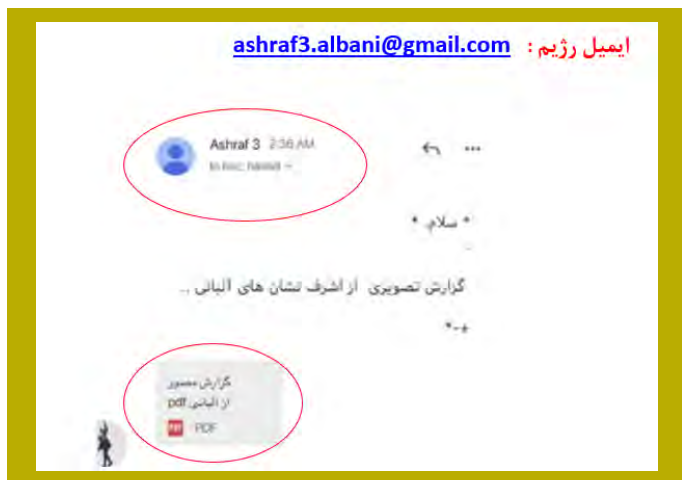 ایمیل رژیم : ashraf3.albani@gmail.com
Ashraf 3 2:36 AM
* سلام. *
گزارش تصویری از اشرف نشان های آلبانی ..
*-+
گزارش مصور
از آلبانی.pdf
PDF PDF